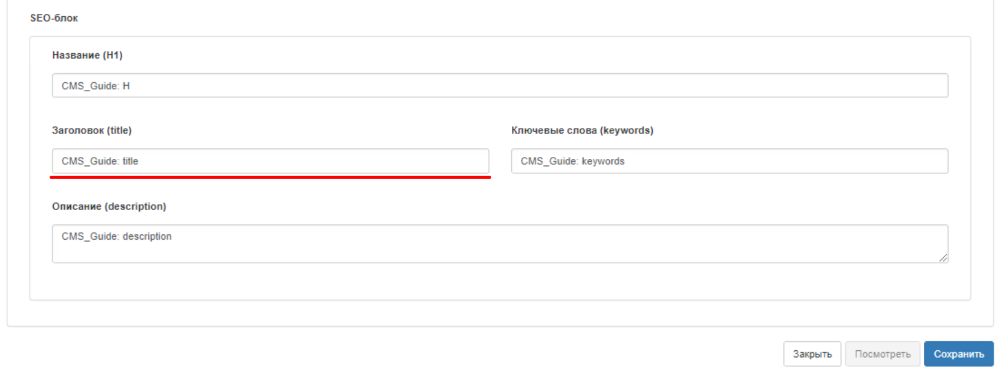 SEO-блок
Название (H1)
CMS_Guide: H
Заголовок (title)
Ключевые слова (keywords)
CMS_Guide: title
CMS_Guide: keywords
Описание (description)
CMS_Guide: description
Закрыть
Посмотреть
Сохранить